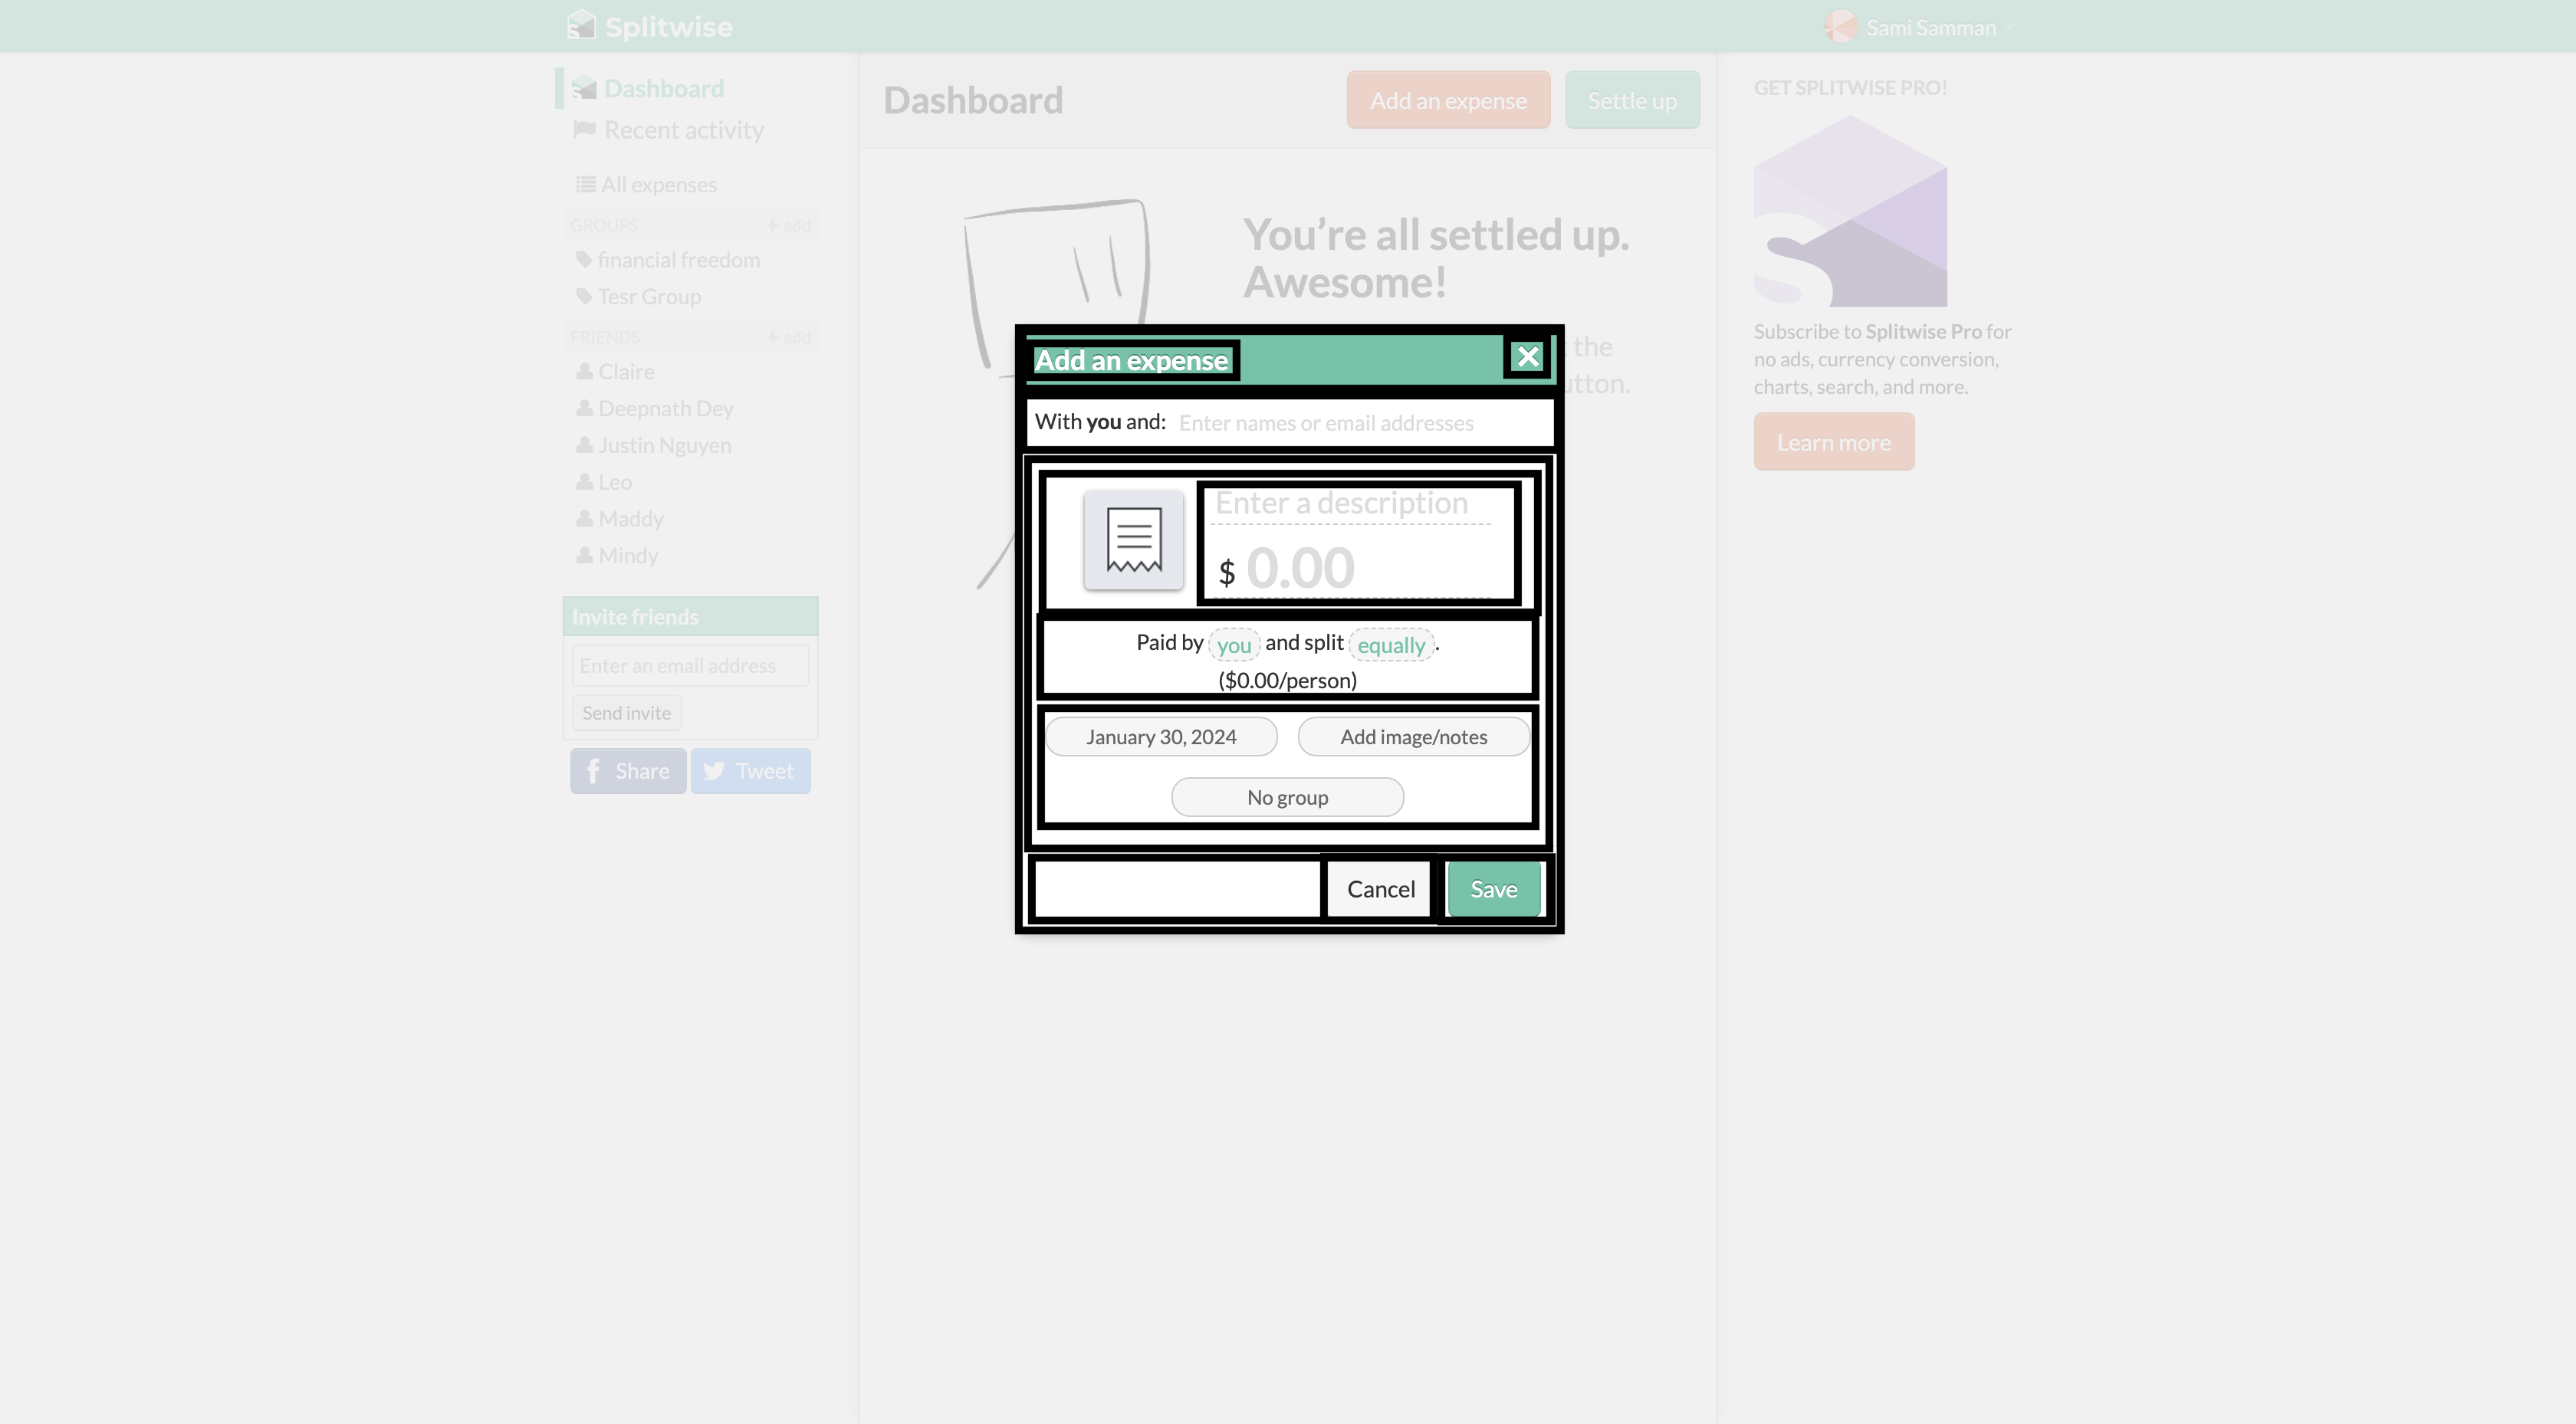 Splitwise
Sami Samman
Dashboard
Recent activity
All expenses
GROUPS + add
financial freedom
Tesr Group
FRIENDS + add
Claire
Deepnath Dey
Justin Nguyen
Leo
Maddy
Mindy
Invite friends
Enter an email address
Send invite
Share Tweet
Dashboard
Add an expense
Settle up
You’re all settled up.
Awesome!
the
Add an expense
With you and: Enter names or email addresses
Enter a description
$ 0.00
Paid by you and split equally.
($0.00/person)
January 30, 2024
Add image/notes
No group
Cancel
Save
GET SPLITWISE PRO!
Subscribe to Splitwise Pro for
no ads, currency conversion,
charts, search, and more.
Learn more